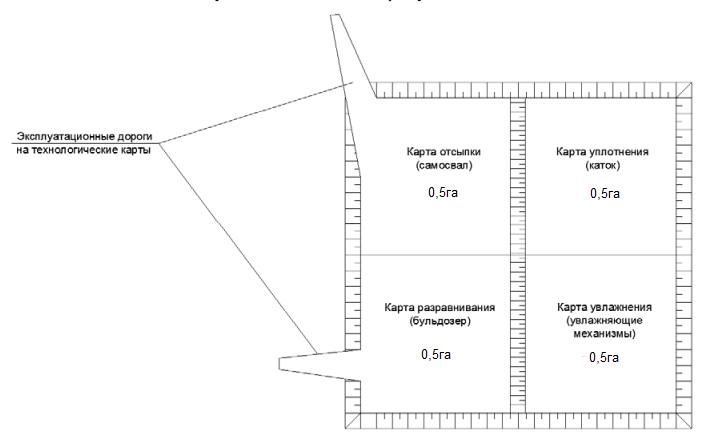 Эксплуатационные дороги
на технологические карты
Карта отсыпки
(самосвал)
0,5га
Карта уплотнения
(каток)
0,5га
Карта разравнивания
(бульдозер)
0,5га
Карта увлажнения
(увлажняющие
механизмы)
0,5га